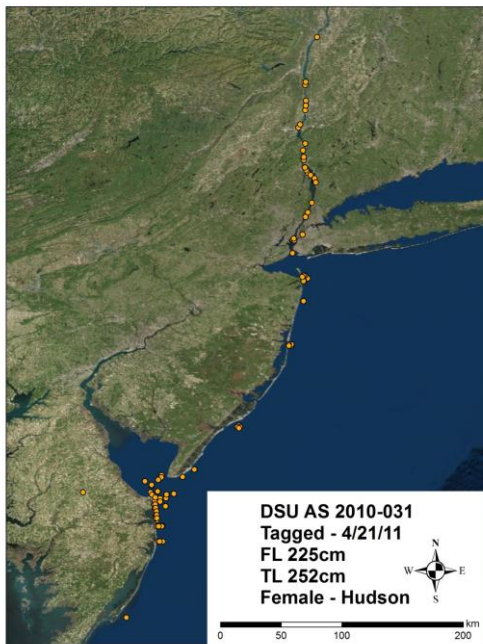 DSU AS 2010-031
Tagged - 4/21/11
FL 225cm
TL 252cm
Female - Hudson
N
W E
S
km
0 50 100 200